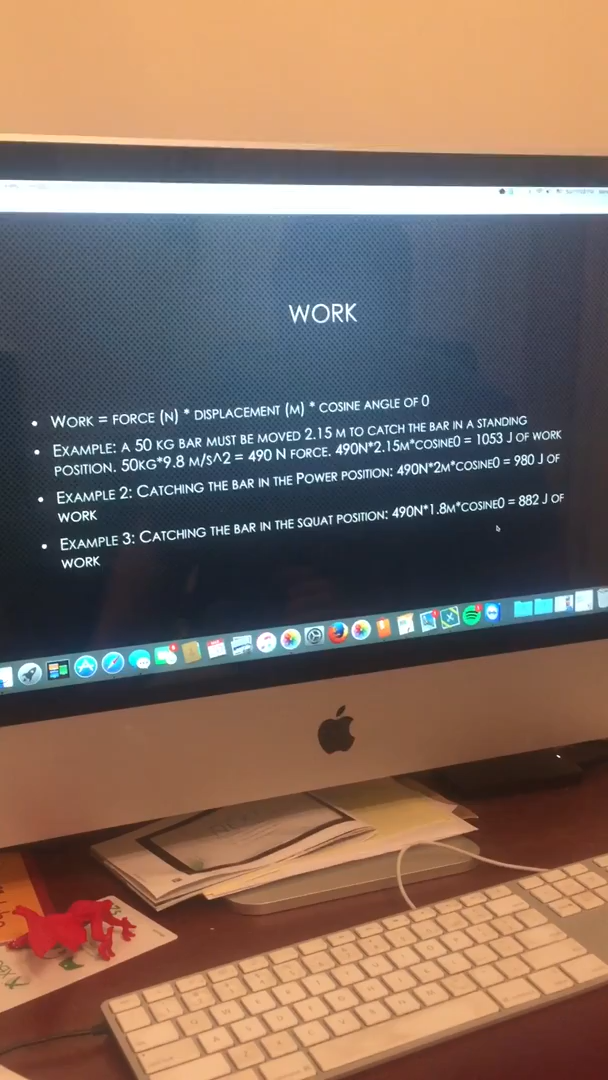 WORK
• WORK = FORCE (N) * DISPLACEMENT (M) * COSINE ANGLE OF 0
• EXAMPLE: A 50 KG BAR MUST BE MOVED 2.15 M TO CATCH THE BAR IN A STANDING
POSITION. 50KG*9.8 M/S^2 = 490 N FORCE. 490N*2.15M*COSINE0 = 1053 J OF WORK
• EXAMPLE 2: CATCHING THE BAR IN THE POWER POSITION: 490N*2M*COSINE0 = 980 J OF
WORK
• EXAMPLE 3: CATCHING THE BAR IN THE SQUAT POSITION: 490N*1.8M*COSINE0 = 882 J OF
WORK